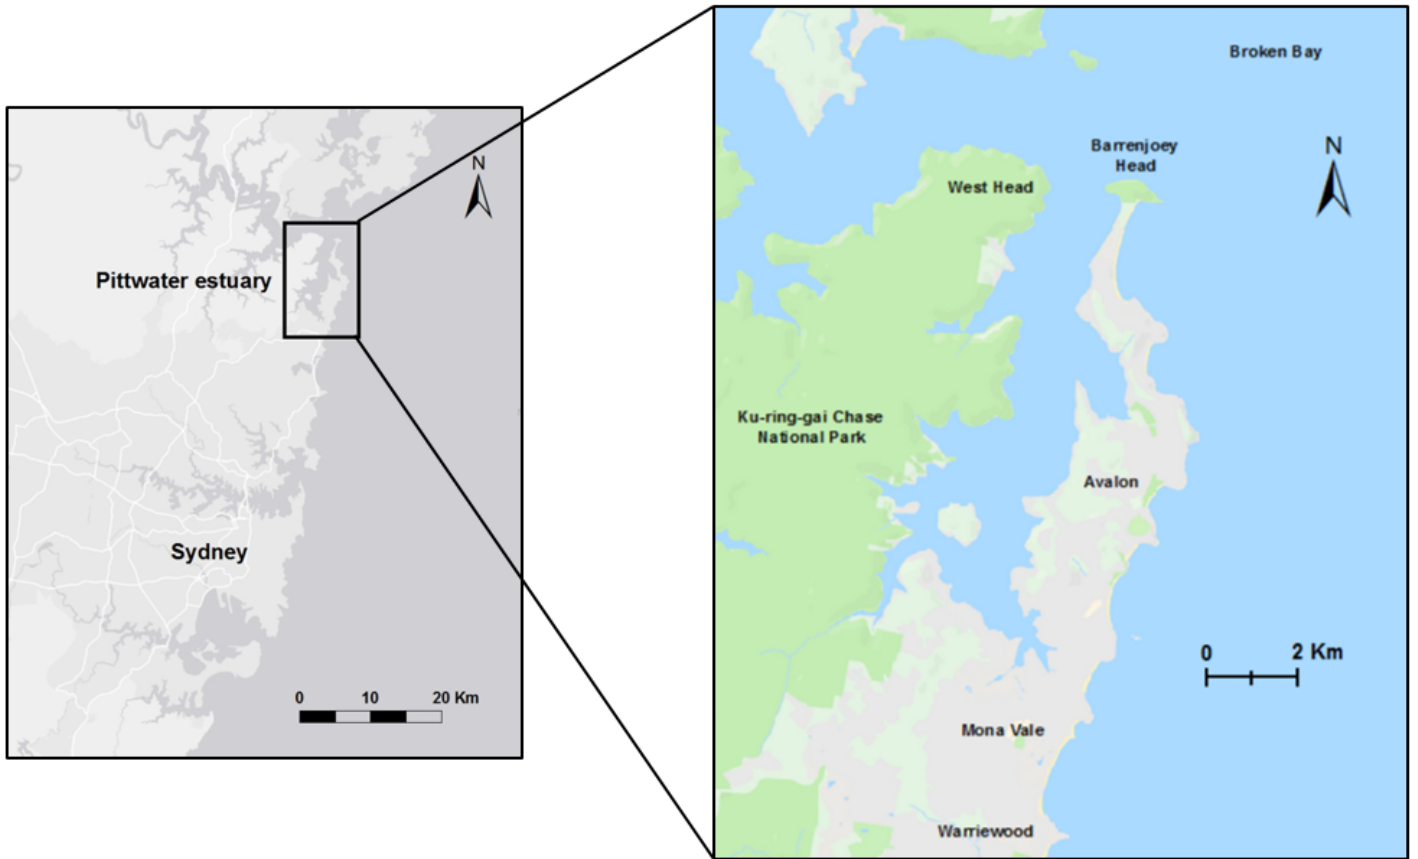 N
Pittwater estuary
Sydney
0 10 20 Km
Broken Bay
Barrenjoey
Head
N
West Head
Ku-ring-gai Chase
National Park
Avalon
0 2 Km
Mona Vale
Warriewood